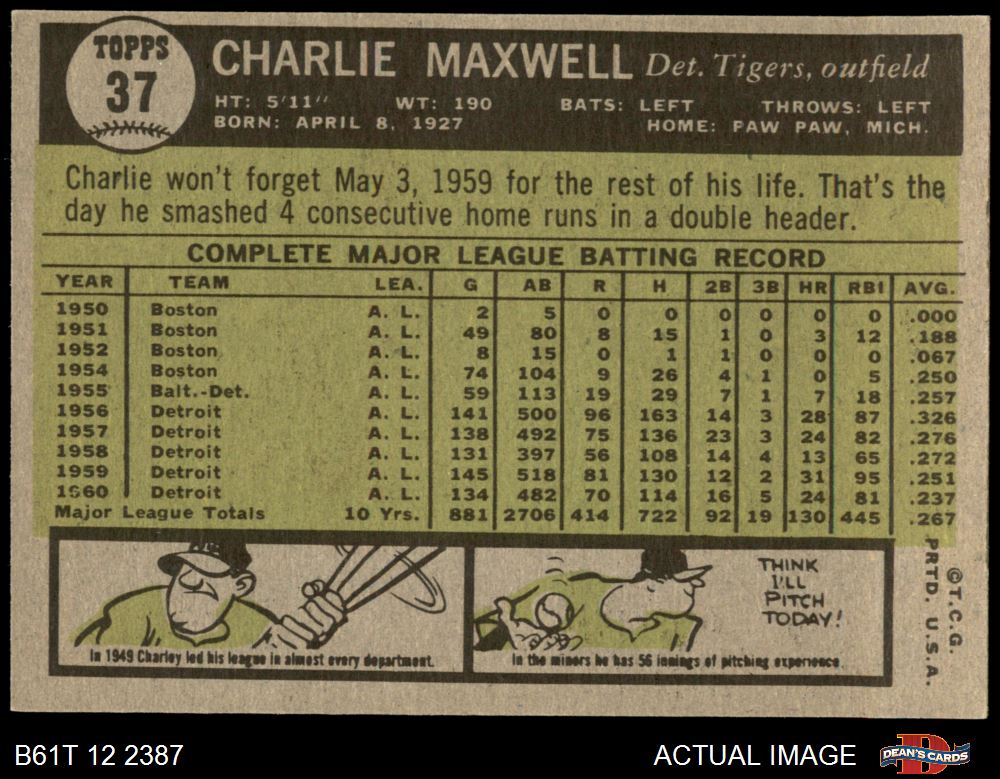 TOPPS
37
CHARLIE MAXWELL Det. Tigers, outfield
HT: 5'11" WT: 190 BATS: LEFT THROWS: LEFT
BORN: APRIL 8, 1927 HOME: PAW PAW, MICH.
Charlie won't forget May 3, 1959 for the rest of his life. That's the
day he smashed 4 consecutive home runs in a double header.
COMPLETE MAJOR LEAGUE BATTING RECORD
YEAR TEAM LEA. G AB R H 2B 3B HR RBI AVG.
1950 Boston A. L. 2 5 0 0 0 0 0 0 .000
1951 Boston A. L. 49 80 8 15 1 0 3 12 .188
1952 Boston A. L. 8 15 0 1 1 0 0 0 .067
1954 Boston A. L. 74 104 9 26 4 1 0 5 .250
1955 Balt.-Det. A. L. 59 113 19 29 7 1 7 18 .257
1956 Detroit A. L. 141 500 96 163 14 3 28 87 .326
1957 Detroit A. L. 138 492 75 136 23 3 24 82 .276
1958 Detroit A. L. 131 397 56 108 14 4 13 65 .272
1959 Detroit A. L. 145 518 81 130 12 2 31 95 .251
1960 Detroit A. L. 134 482 70 114 16 5 24 81 .237
Major League Totals 10 Yrs. 881 2706 414 722 92 19 130 445 .267
In 1949 Charley led his league in almost every department.
THINK
I'LL
PITCH
TODAY!
In the minors he has 56 innings of pitching experience.
©T.C.G.
PRTD. U.S.A.
B61T 12 2387 ACTUAL IMAGE
DEAN'S CARDS